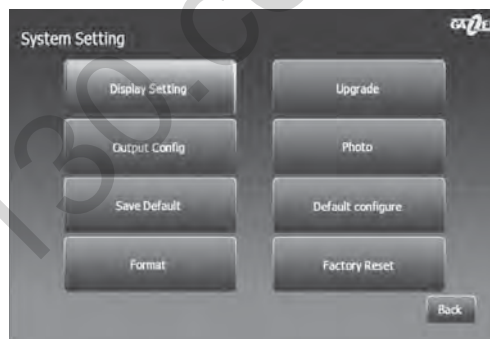 System Setting
Display Setting
Upgrade
Output Config
Photo
Save Default
Default configure
Format
Factory Reset
Back